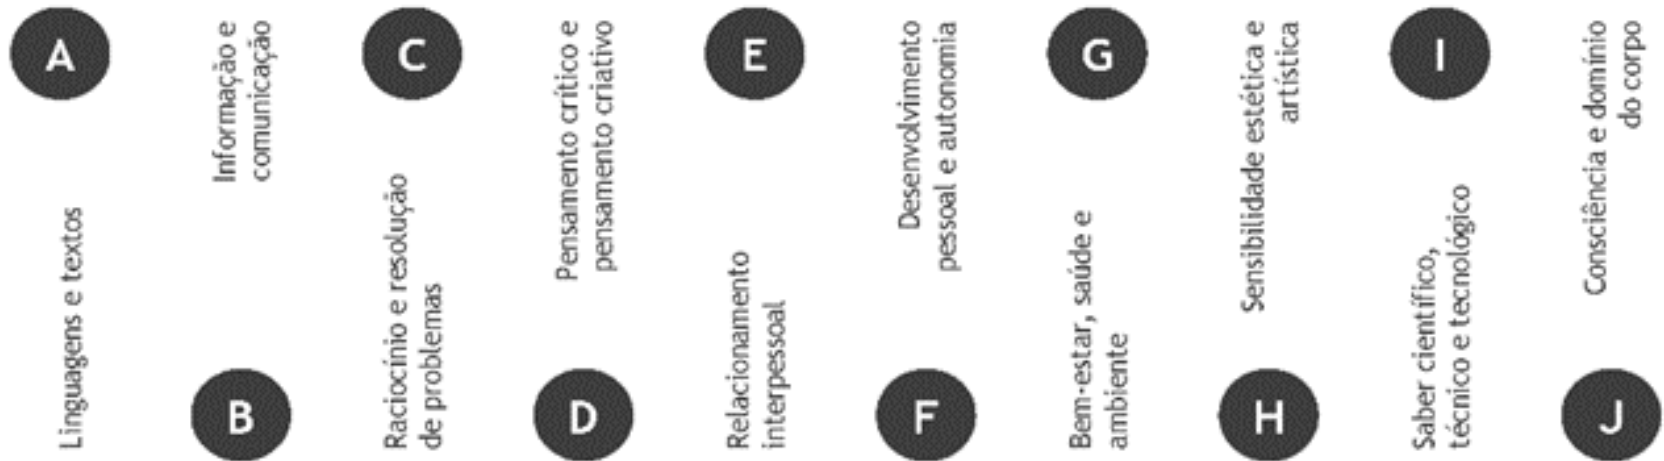 A
Linguagens e textos
B
Informação e
comunicação
C
Raciocínio e resolução
de problemas
D
Pensamento crítico e
pensamento criativo
E
Relacionamento
interpessoal
F
Desenvolvimento
pessoal e autonomia
G
Bem-estar, saúde e
ambiente
H
Sensibilidade estética e
artística
I
Saber científico,
técnico e tecnológico
J
Consciência e domínio
do corpo